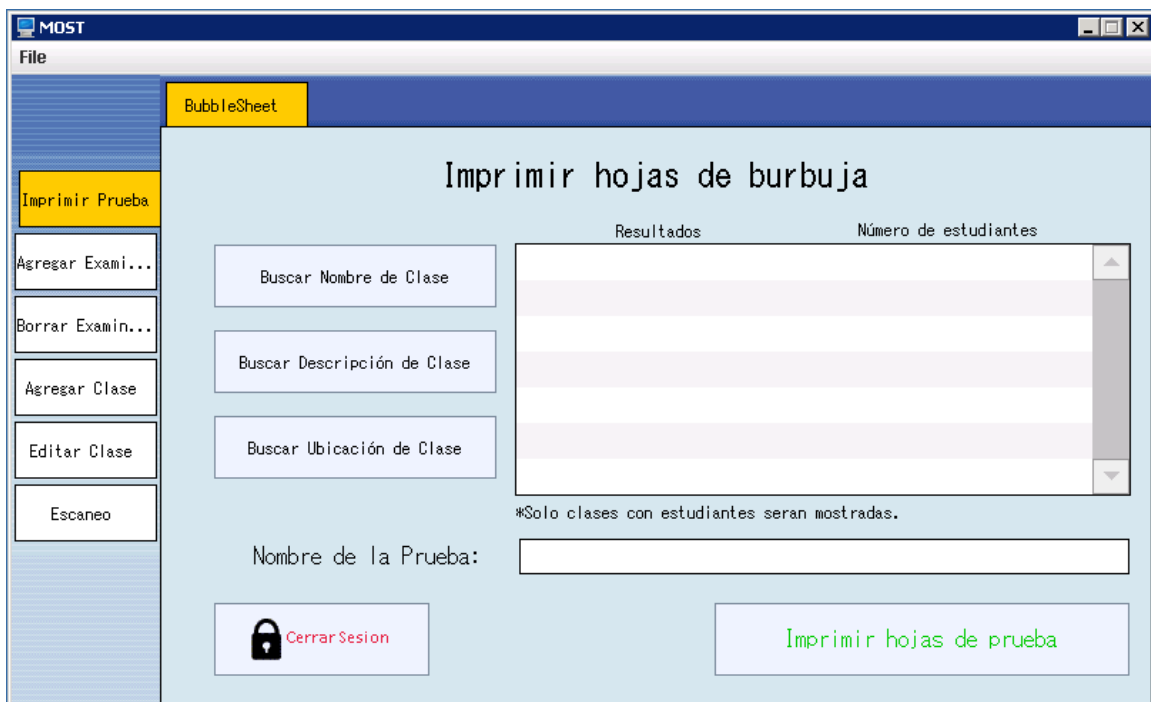 MOST
File
BubbleSheet
Imprimir Prueba
Agregar Exami...
Borrar Examin...
Agregar Clase
Editar Clase
Escaneo
Imprimir hojas de burbuja
Resultados Número de estudiantes
Buscar Nombre de Clase
Buscar Descripción de Clase
Buscar Ubicación de Clase
*Solo clases con estudiantes seran mostradas.
Nombre de la Prueba:
Cerrar Sesion
Imprimir hojas de prueba